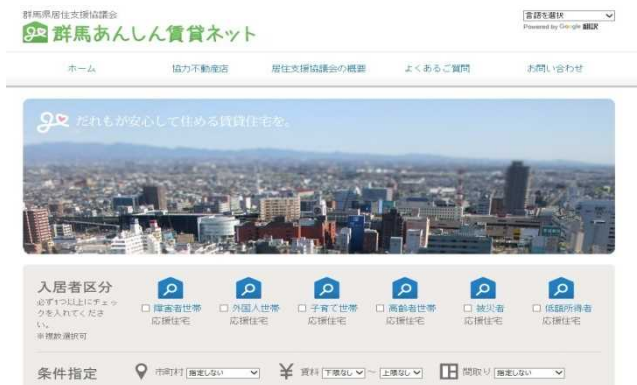 群馬県居住支援協議会
群馬あんしん賃貸ネット
言語を選択
Powered by Google 翻訳
ホーム 協力不動産店 居住支援協議会の概要 よくあるご質問 お問い合わせ
だれもが安心して住める賃貸住宅を。
入居者区分
必ず1つ以上にチェッ
クを入れてくださ
い。
※複数選択可
障害者世帯 外国人世帯 子育て世帯 高齢者世帯 被災者 低額所得者
応援住宅 応援住宅 応援住宅 応援住宅 応援住宅 応援住宅
条件指定 市町村 指定しない 賃料 下限なし ～ 上限なし 間取り 指定しない